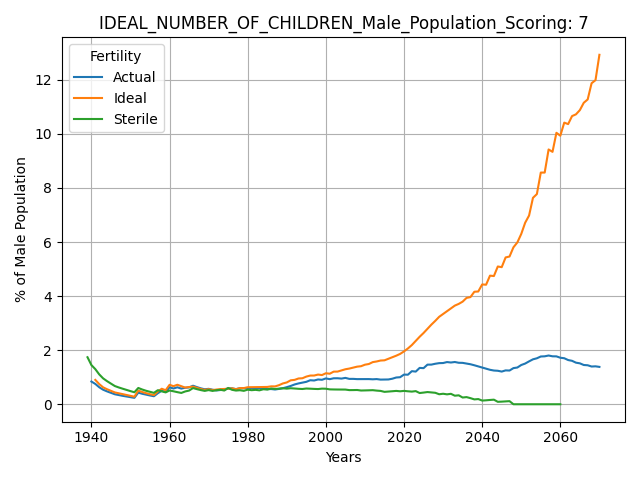 IDEAL_NUMBER_OF_CHILDREN_Male_Population_Scoring: 7
Fertility
Actual
Ideal
Sterile
% of Male Population
12
10
8
6
4
2
0
1940 1960 1980 2000 2020 2040 2060
Years